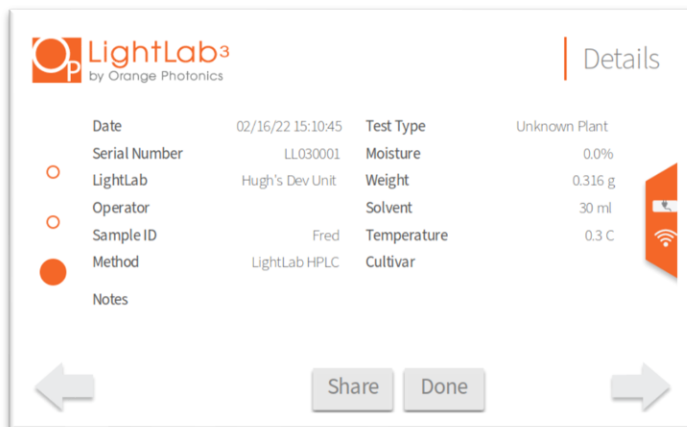 OP LightLab³ Details
by Orange Photonics
Date 02/16/22 15:10:45 Test Type Unknown Plant
Serial Number LL030001 Moisture 0.0%
LightLab Hugh's Dev Unit Weight 0.316 g
Operator Solvent 30 ml
Sample ID Fred Temperature 0.3 C
Method LightLab HPLC Cultivar
Notes
Share Done